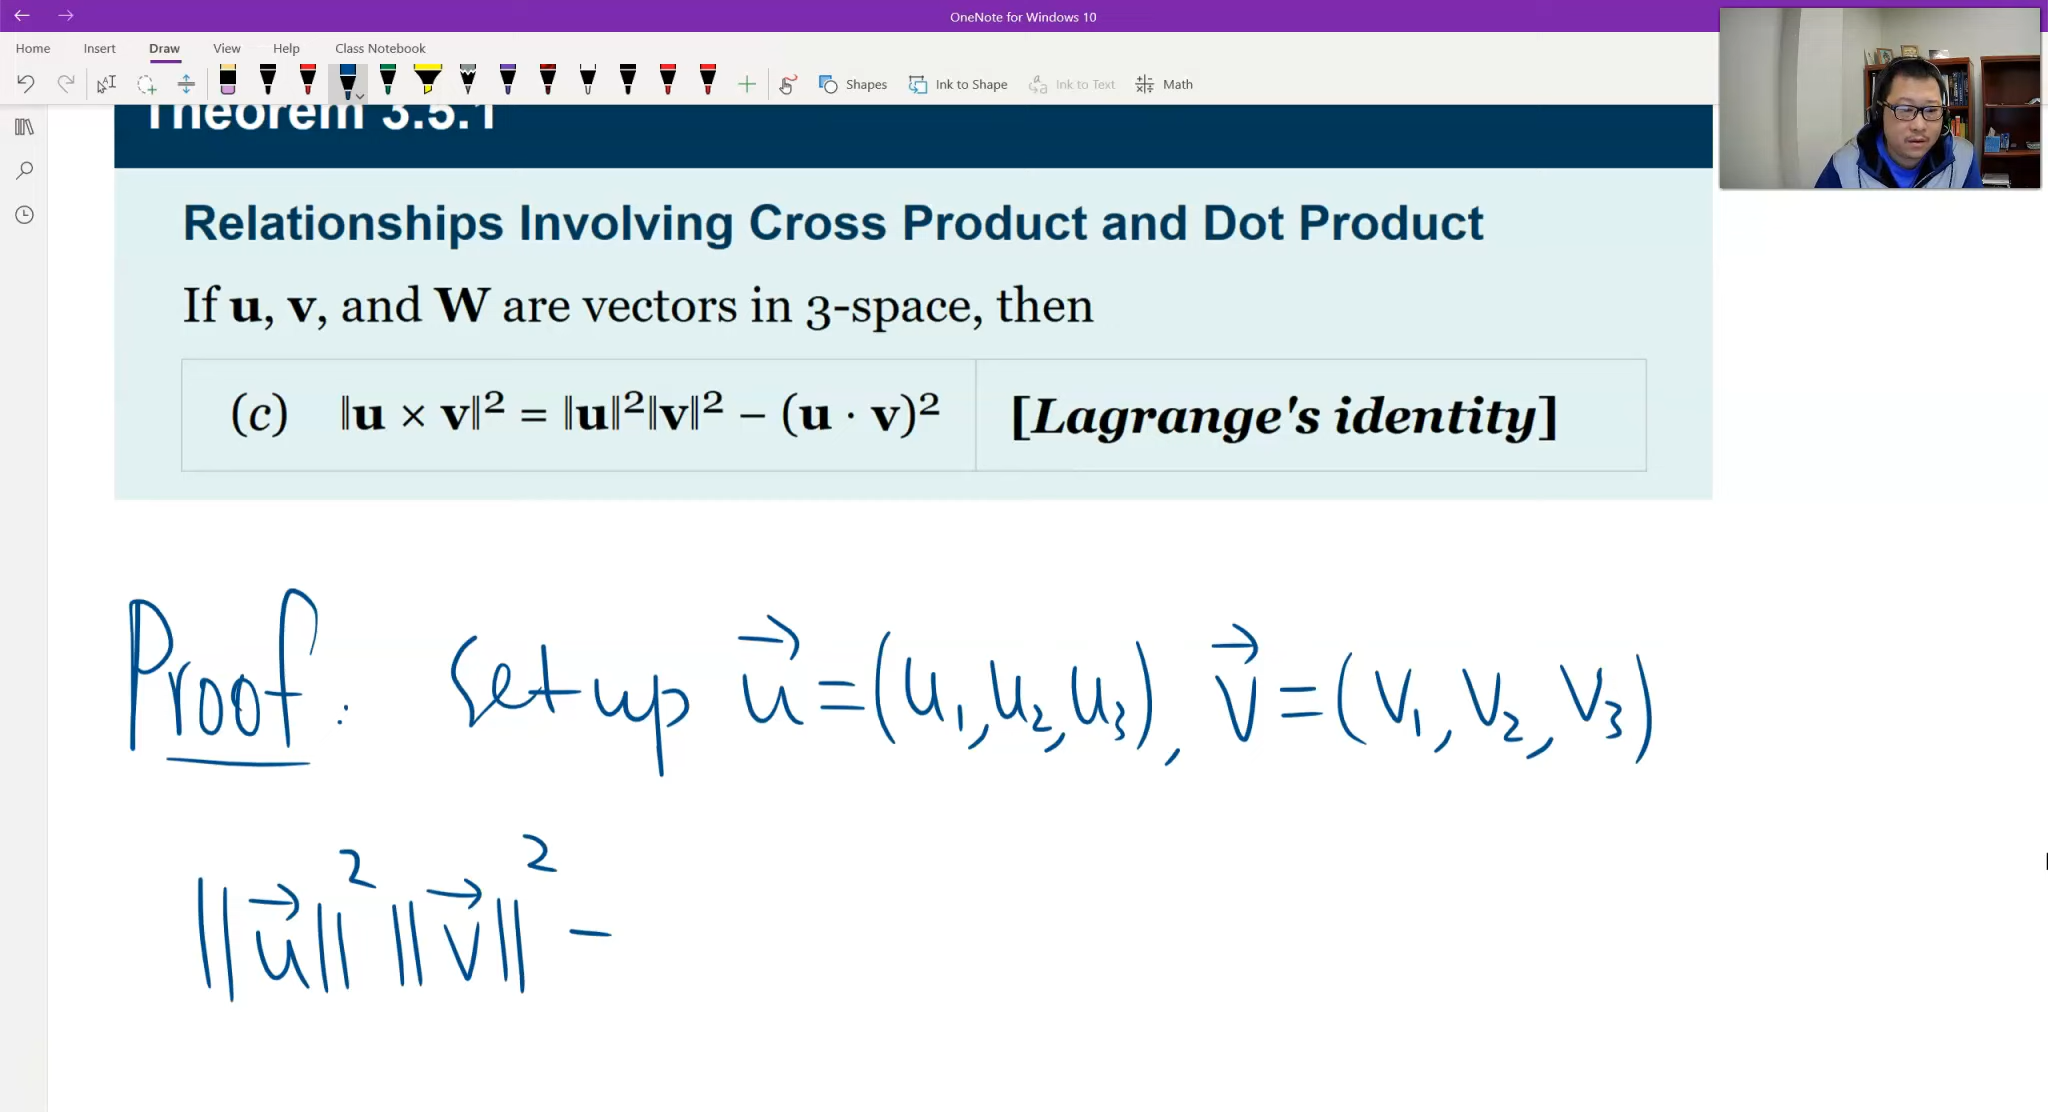 OneNote for Windows 10
Home Insert Draw View Help Class Notebook
Shapes Ink to Shape Ink to Text Math
Theorem 3.5.1
Relationships Involving Cross Product and Dot Product
If u, v, and W are vectors in 3-space, then
(c) ‖u × v‖² = ‖u‖²‖v‖² − (u · v)² [Lagrange's identity]
Proof: Set up u⃗ = (u₁, u₂, u₃), v⃗ = (v₁, v₂, v₃)
‖u⃗‖² ‖v⃗‖² −